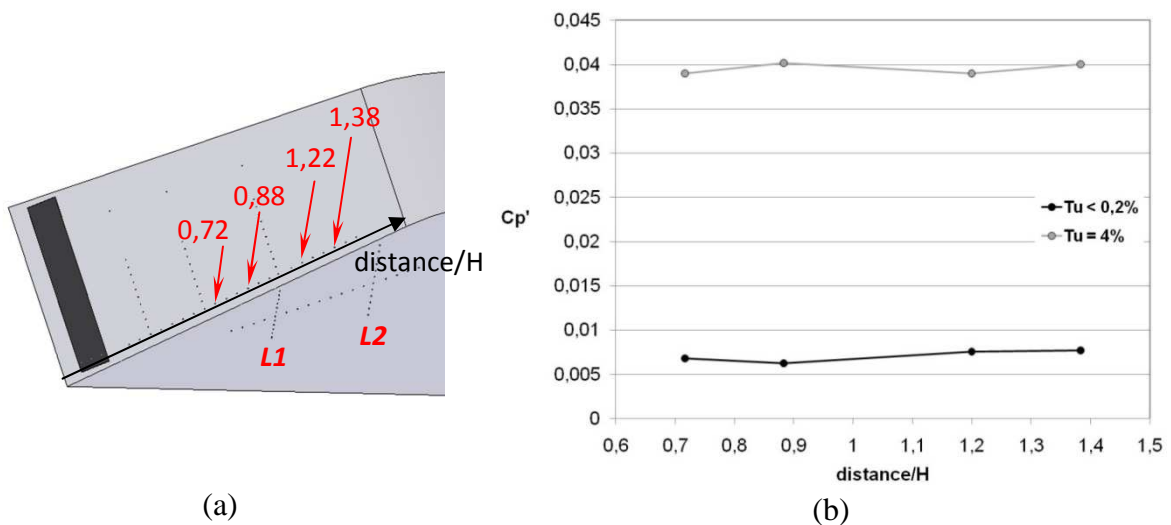 1,38
1,22
0,88
0,72
distance/H
L1
L2
(a)
0,045
0,04
0,035
0,03
0,025
0,02
0,015
0,01
0,005
0
Cp'
Tu < 0,2%
Tu = 4%
0,6 0,7 0,8 0,9 1 1,1 1,2 1,3 1,4 1,5
distance/H
(b)